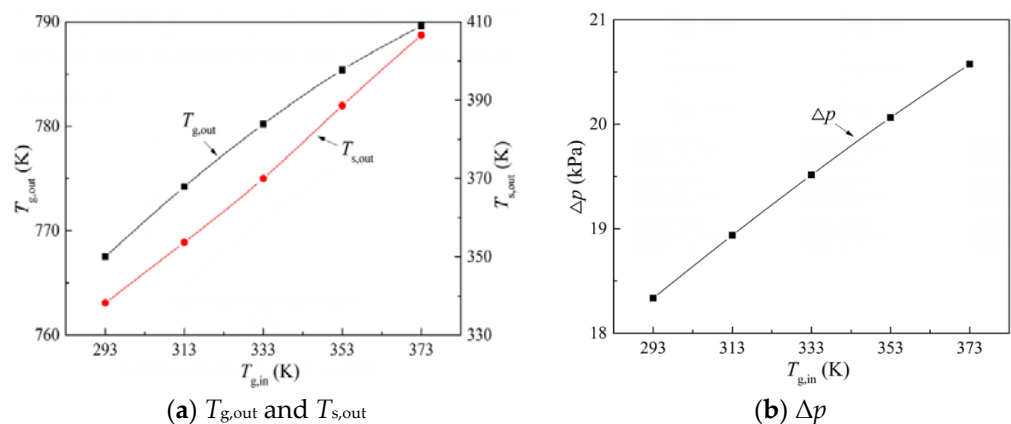 790
780
770
760
T_g,out (K)
T_g,out
T_s,out
410
390
370
350
330
T_s,out (K)
293 313 333 353 373
T_g,in (K)
(a) T_g,out and T_s,out
21
20
19
18
△p (kPa)
△p
293 313 333 353 373
T_g,in (K)
(b) Δp